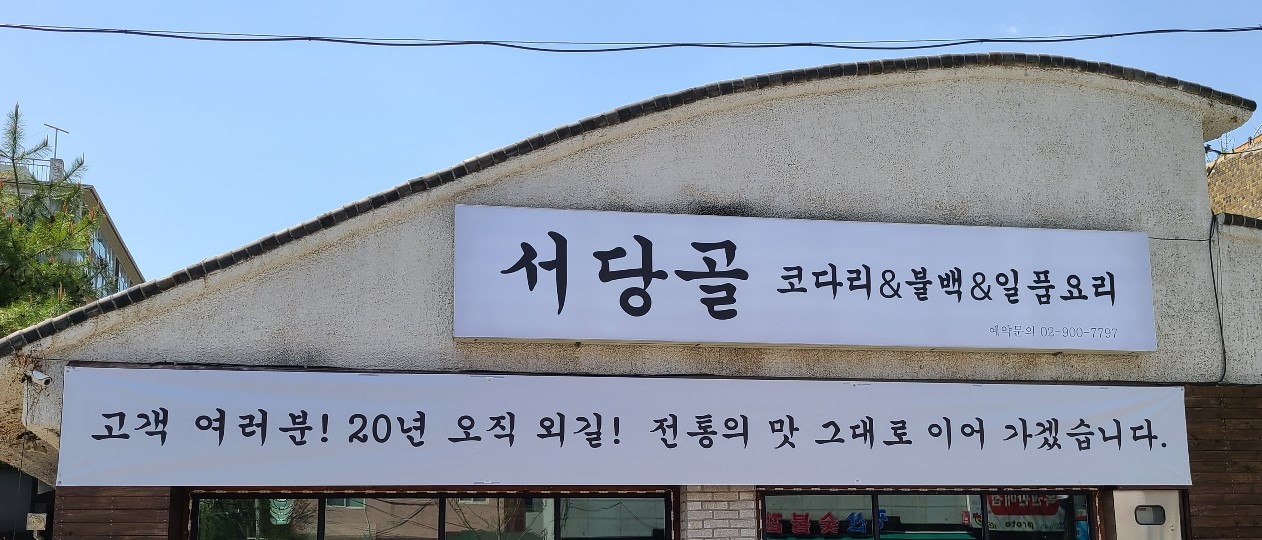 서당골 코다리&불백&일품요리
예약문의 02-900-7797
고객 여러분! 20년 오직 외길! 전통의 맛 그대로 이어 가겠습니다.
proto